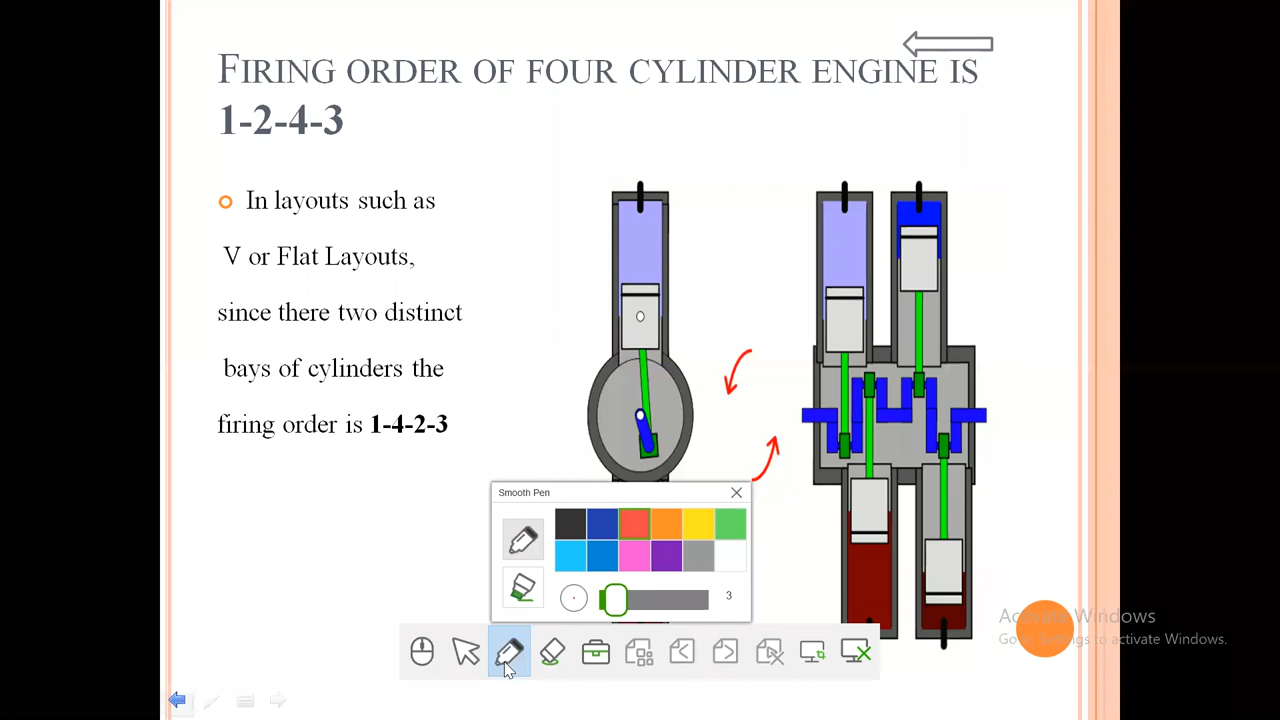 FIRING ORDER OF FOUR CYLINDER ENGINE IS
1-2-4-3
In layouts such as
V or Flat Layouts,
since there two distinct
bays of cylinders the
firing order is 1-4-2-3
Smooth Pen
3
Activate Windows
Go to Settings to activate Windows.